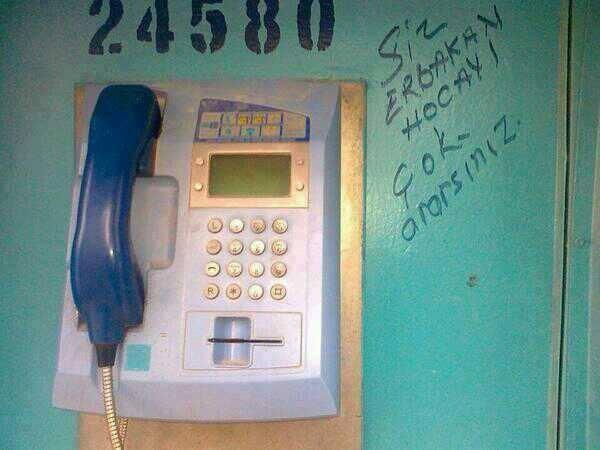 24580
Siz
ERBAKAN
HOCAYI
ÇOK
ararsınız.
R * ¤